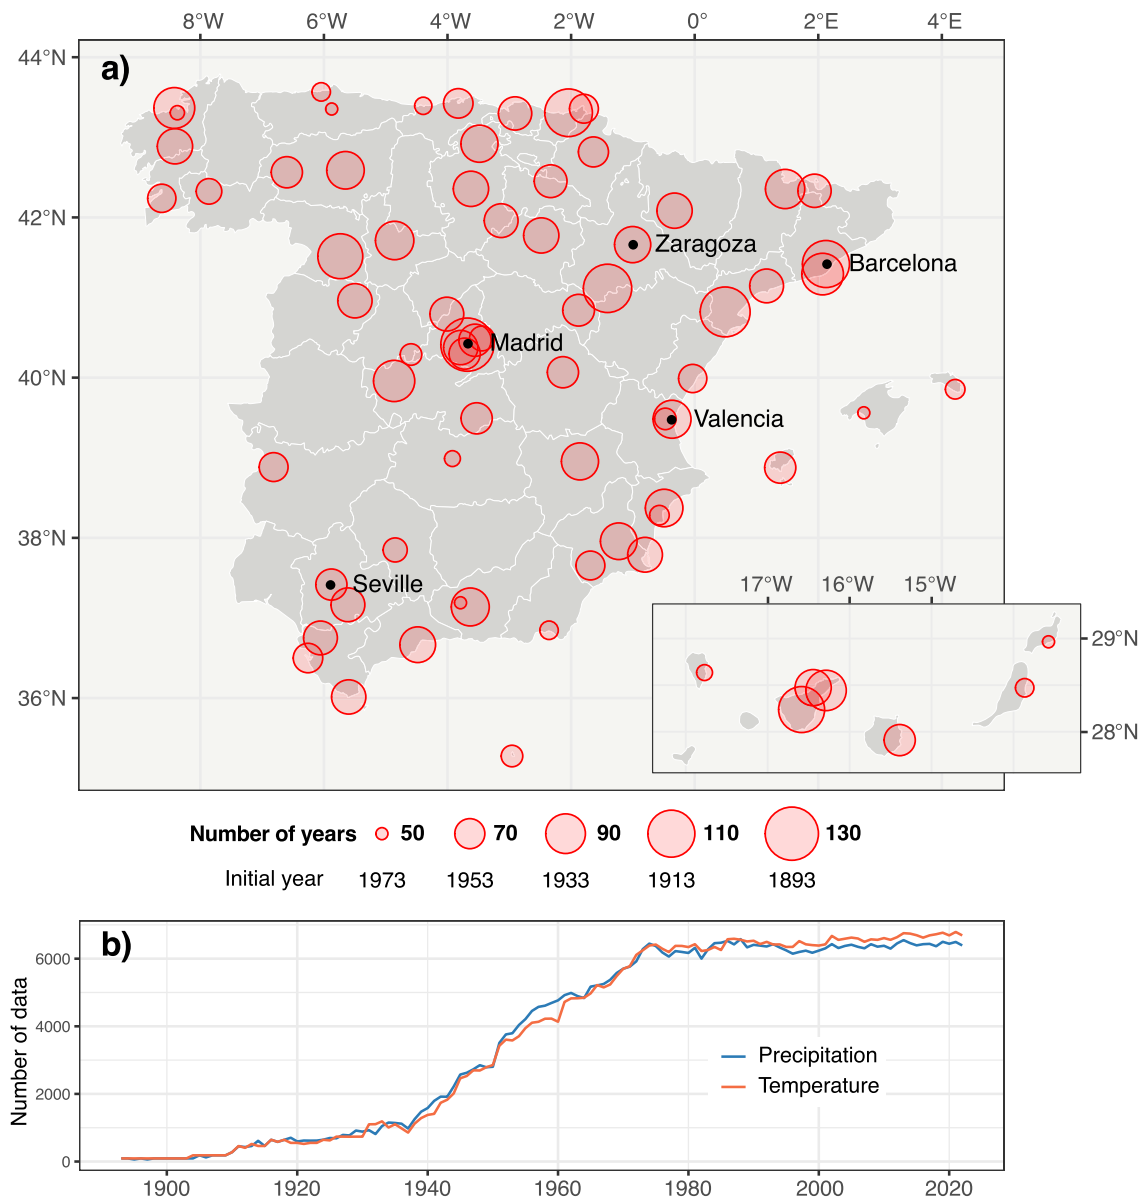 8°W 6°W 4°W 2°W 0° 2°E 4°E
44°N
a)
42°N
Zaragoza
Barcelona
Madrid
40°N
Valencia
38°N
Seville
17°W 16°W 15°W
29°N
36°N
28°N
Number of years 50 70 90 110 130
Initial year 1973 1953 1933 1913 1893
b)
Number of data
6000
4000
2000
0
Precipitation
Temperature
1900 1920 1940 1960 1980 2000 2020